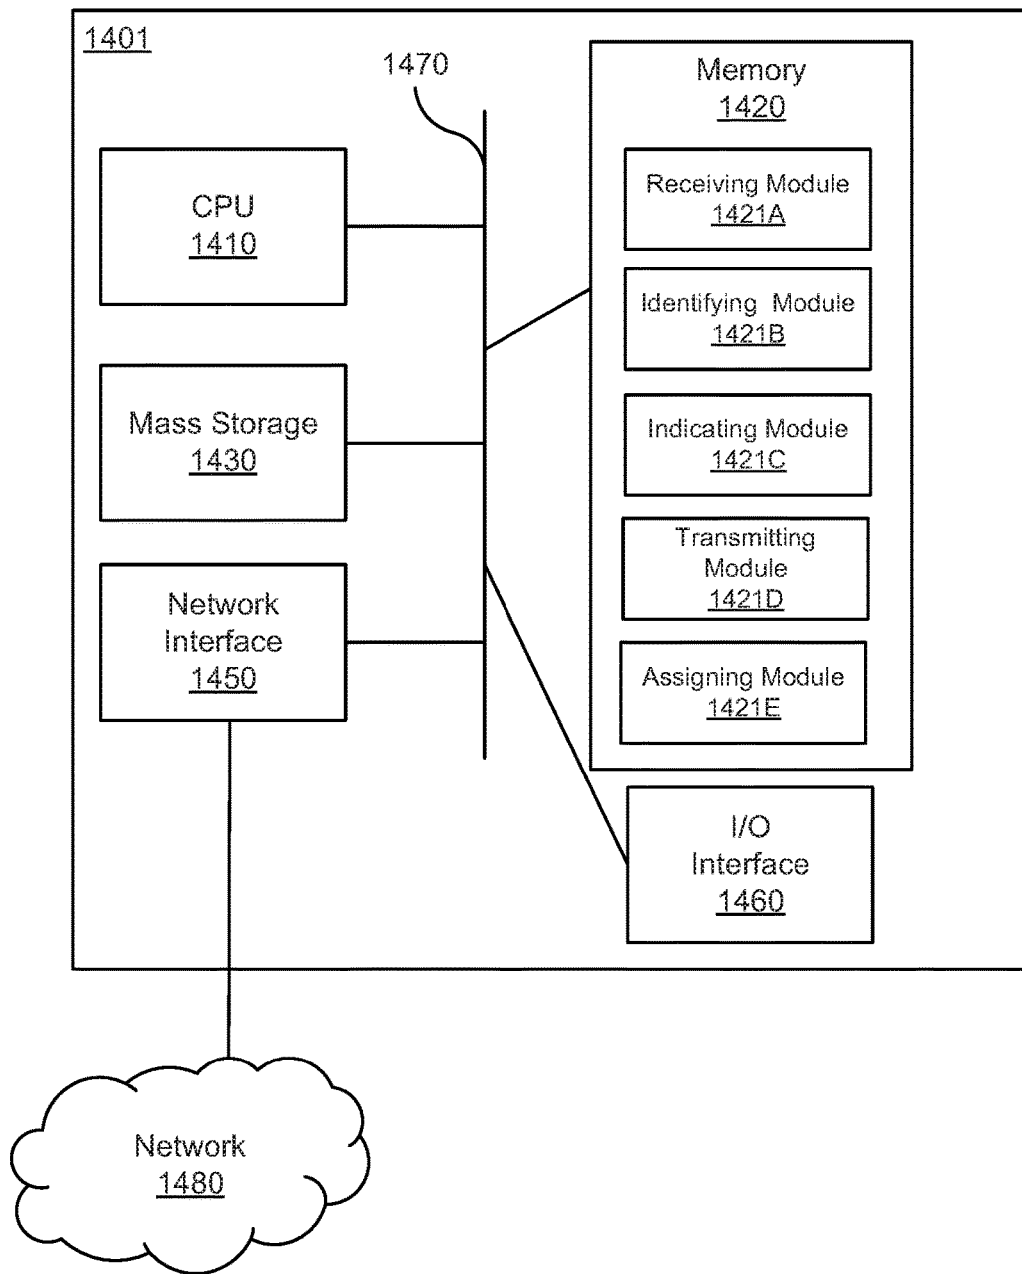 1401
1470
CPU
1410
Mass Storage
1430
Network
Interface
1450
Memory
1420
Receiving Module
1421A
Identifying Module
1421B
Indicating Module
1421C
Transmitting
Module
1421D
Assigning Module
1421E
I/O
Interface
1460
Network
1480